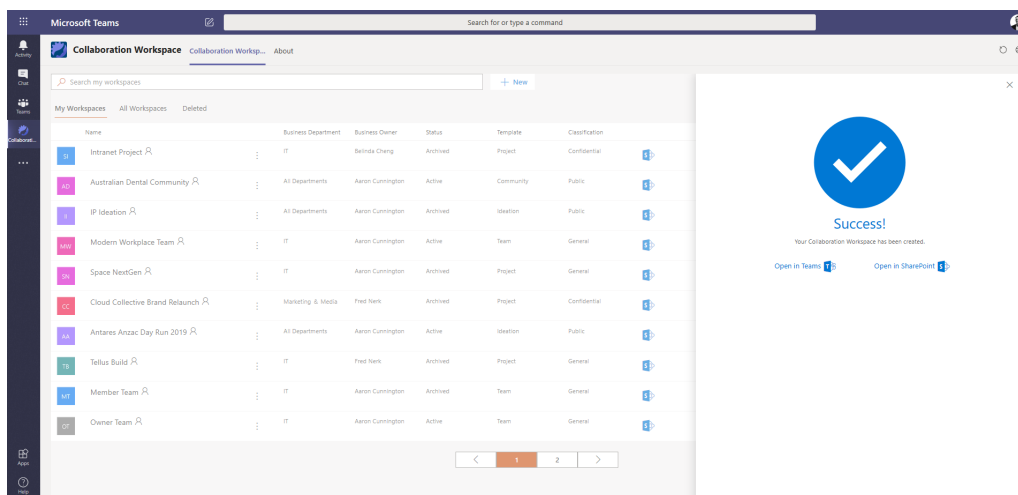 Microsoft Teams
Search for or type a command
Activity
Chat
Teams
Collaborati...
Apps
Help
Collaboration Workspace Collaboration Worksp... About
Search my workspaces
+ New
My Workspaces All Workspaces Deleted
Name Business Department Business Owner Status Template Classification
SI Intranet Project IT Belinda Cheng Archived Project Confidential
AD Australian Dental Community All Departments Aaron Cunnington Active Community Public
II IP Ideation All Departments Aaron Cunnington Archived Ideation Public
MW Modern Workplace Team IT Aaron Cunnington Active Team General
SN Space NextGen IT Aaron Cunnington Archived Project General
CC Cloud Collective Brand Relaunch Marketing & Media Fred Nerk Archived Project Confidential
AA Antares Anzac Day Run 2019 All Departments Aaron Cunnington Active Ideation Public
TB Tellus Build IT Fred Nerk Archived Project General
MT Member Team IT Aaron Cunnington Archived Team General
OT Owner Team IT Aaron Cunnington Active Team General
1 2
Success!
Your Collaboration Workspace has been created.
Open in Teams Open in SharePoint